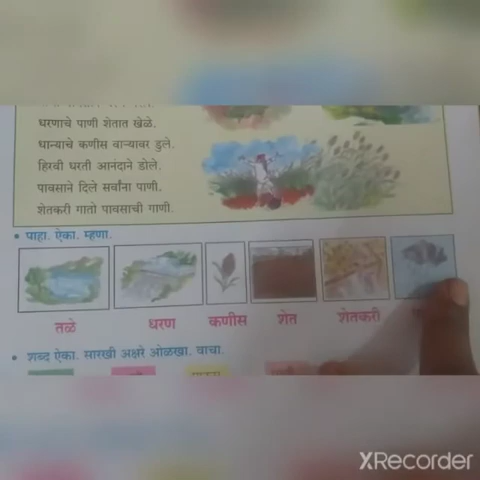 धरणाचे पाणी शेतात खेळे.
धान्याचे कणीस वाऱ्यावर डुले.
हिरवी धरती आनंदाने डोले.
पावसाने दिले सर्वांना पाणी.
शेतकरी गातो पावसाची गाणी.
• पाहा. ऐका. म्हणा.
तळे धरण कणीस शेत शेतकरी
• शब्द ऐका. सारखी अक्षरे ओळखा. वाचा.
XRecorder